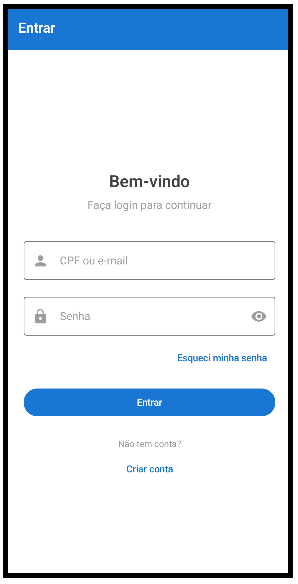 Entrar
Bem-vindo
Faça login para continuar
CPF ou e-mail
Senha
Esqueci minha senha
Entrar
Não tem conta?
Criar conta